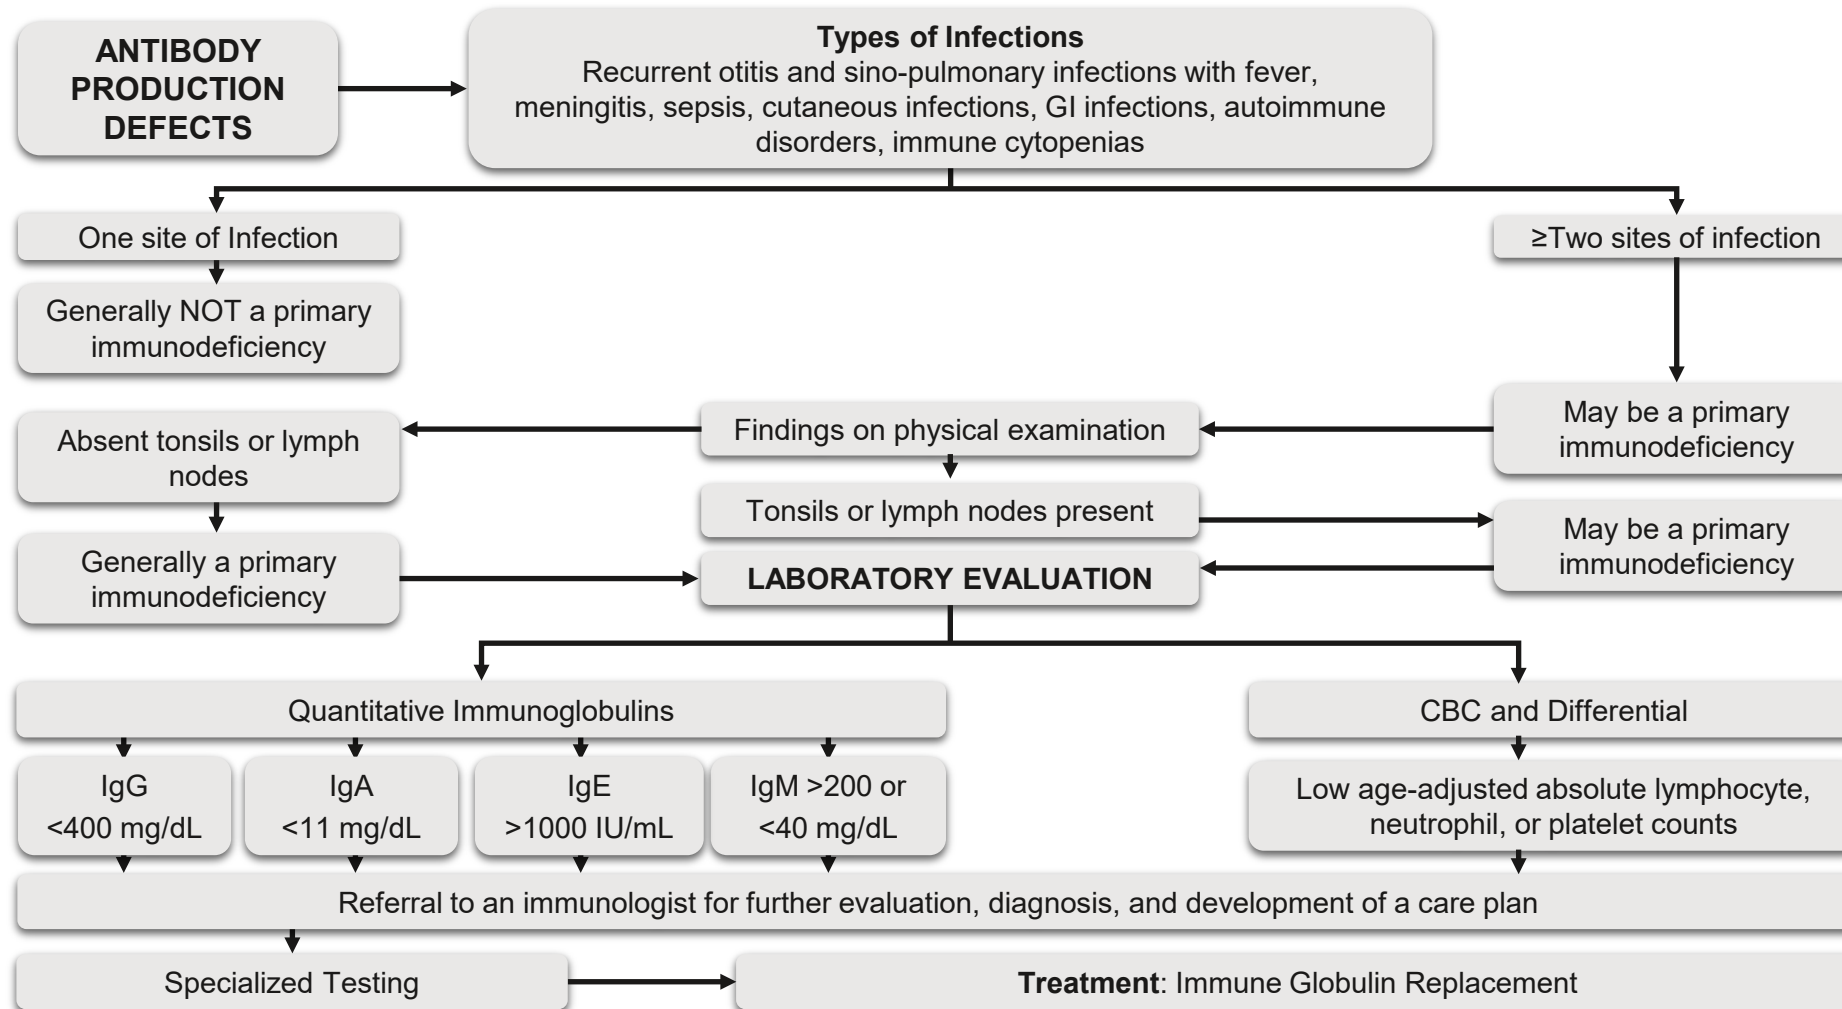 ANTIBODY
PRODUCTION
DEFECTS
Types of Infections
Recurrent otitis and sino-pulmonary infections with fever,
meningitis, sepsis, cutaneous infections, GI infections, autoimmune
disorders, immune cytopenias
One site of Infection
≥Two sites of infection
Generally NOT a primary
immunodeficiency
May be a primary
immunodeficiency
Findings on physical examination
Absent tonsils or lymph
nodes
Tonsils or lymph nodes present
May be a primary
immunodeficiency
Generally a primary
immunodeficiency
LABORATORY EVALUATION
Quantitative Immunoglobulins
CBC and Differential
IgG
<400 mg/dL
IgA
<11 mg/dL
IgE
>1000 IU/mL
IgM >200 or
<40 mg/dL
Low age-adjusted absolute lymphocyte,
neutrophil, or platelet counts
Referral to an immunologist for further evaluation, diagnosis, and development of a care plan
Specialized Testing
Treatment: Immune Globulin Replacement